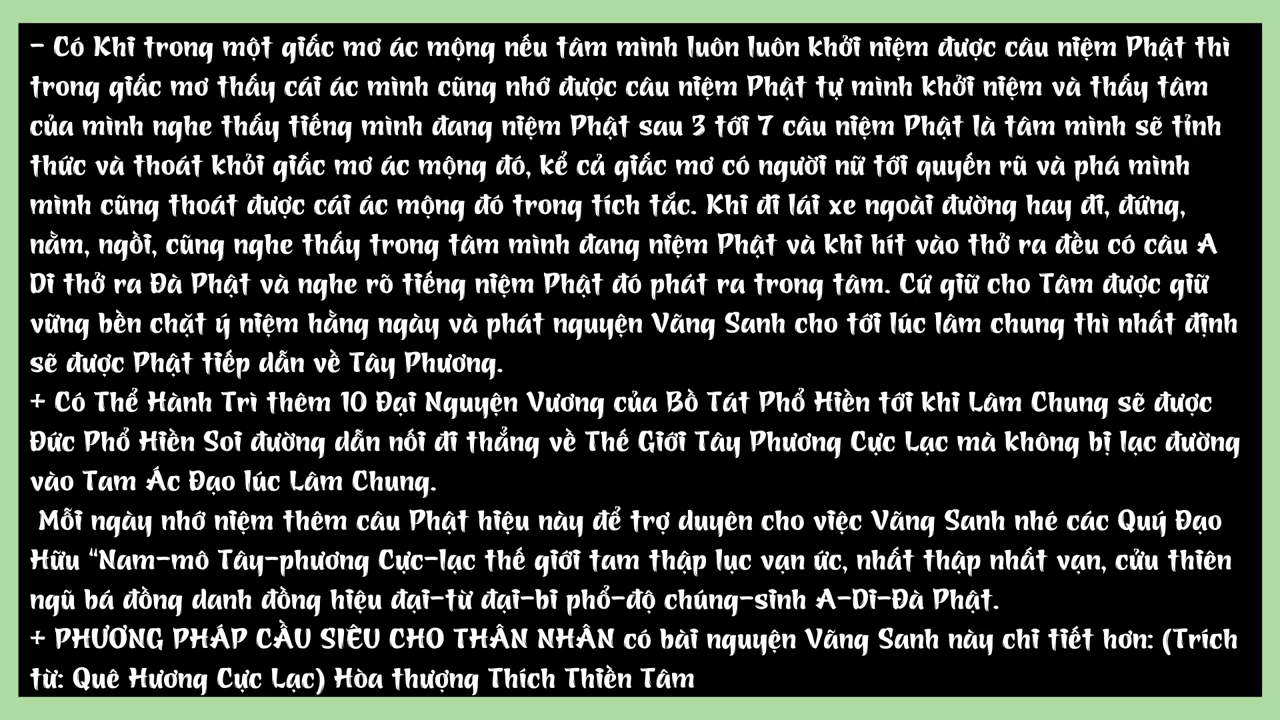 - Có Khi trong một giấc mơ ác mộng nếu tâm mình luôn luôn khởi niệm được câu niệm Phật thì
trong giấc mơ thấy cái ác mình cũng nhớ được câu niệm Phật tự mình khởi niệm và thấy tâm
của mình nghe thấy tiếng mình đang niệm Phật sau 3 tới 7 câu niệm Phật là tâm mình sẽ tỉnh
thức và thoát khỏi giấc mơ ác mộng đó, kể cả giấc mơ có người nữ tới quyến rũ và phá mình
mình cũng thoát được cái ác mộng đó trong tích tắc. Khi đi lái xe ngoài đường hay đi, đứng,
nằm, ngồi, cũng nghe thấy trong tâm mình đang niệm Phật và khi hít vào thở ra đều có câu A
Di thở ra Đà Phật và nghe rõ tiếng niệm Phật đó phát ra trong tâm. Cứ giữ cho Tâm được giữ
vững bền chặt ý niệm hằng ngày và phát nguyện Vãng Sanh cho tới lúc lâm chung thì nhất định
sẽ được Phật tiếp dẫn về Tây Phương.
+ Có Thể Hành Trì thêm 10 Đại Nguyện Vương của Bồ Tát Phổ Hiền tới khi Lâm Chung sẽ được
Đức Phổ Hiền Soi đường dẫn nối đi thẳng về Thế Giới Tây Phương Cực Lạc mà không bị lạc đường
vào Tam Ác Đạo lúc Lâm Chung.
Mỗi ngày nhớ niệm thêm câu Phật hiệu này để trợ duyên cho việc Vãng Sanh nhé các Quý Đạo
Hữu “Nam-mô Tây-phương Cực-lạc thế giới tam thập lục vạn ức, nhất thập nhất vạn, cửu thiên
ngũ bá đồng danh đồng hiệu đại-từ đại-bi phổ-độ chúng-sinh A-Di-Đà Phật.
+ PHƯƠNG PHÁP CẦU SIÊU CHO THÂN NHÂN có bài nguyện Vãng Sanh này chi tiết hơn: (Trích
từ: Quê Hương Cực Lạc) Hòa thượng Thích Thiền Tâm